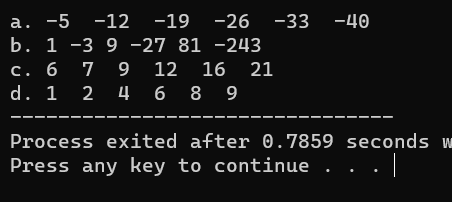 a. -5  -12  -19  -26  -33  -40
b. 1 -3 9 -27 81 -243
c. 6  7  9  12  16  21
d. 1  2  4  6  8  9
--------------------------------
Process exited after 0.7859 seconds w
Press any key to continue . . .